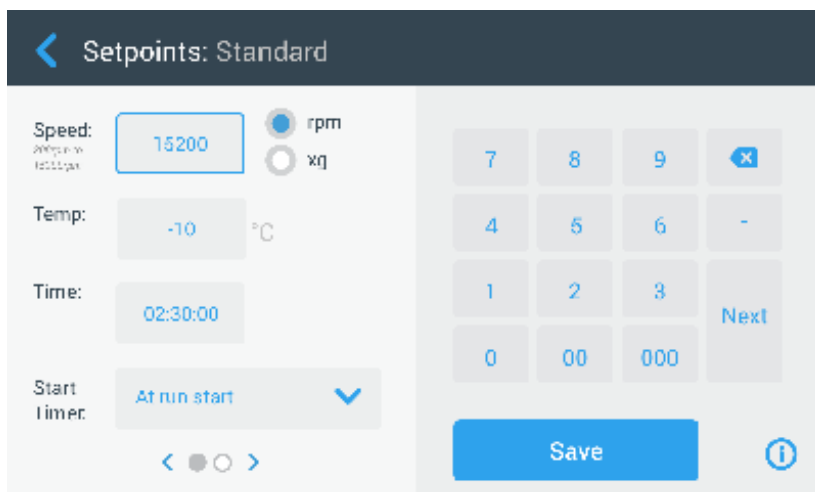 Setpoints: Standard
Speed:
15200
rpm
xg
Temp:
-10
°C
Time:
02:30:00
Start
Timer:
At run start
7 8 9
4 5 6 -
1 2 3
Next
0 00 000
Save